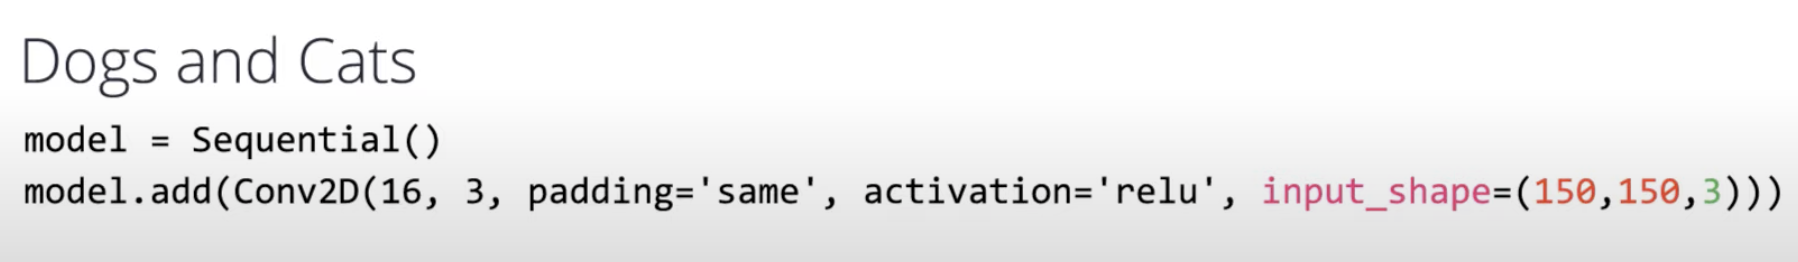 Dogs and Cats
model = Sequential()
model.add(Conv2D(16, 3, padding='same', activation='relu', input_shape=(150,150,3)))